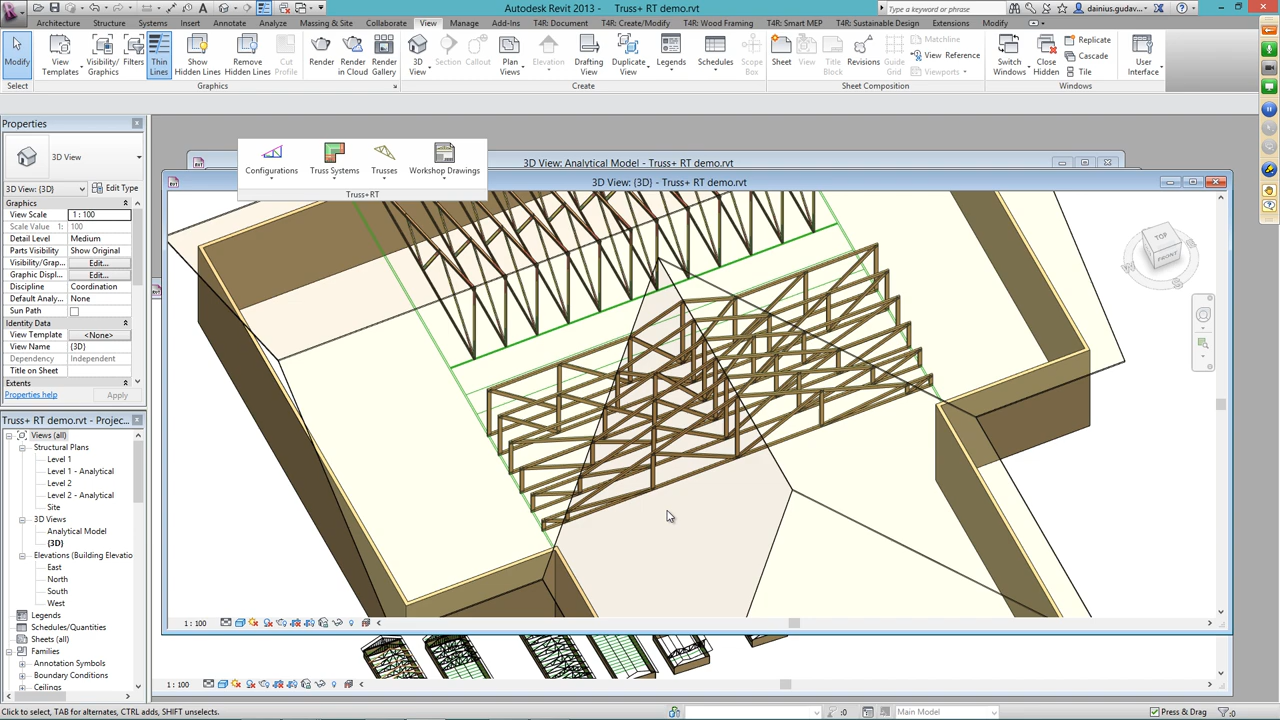 Autodesk Revit 2013 - Truss+ RT demo.rvt
Type a keyword or phrase
dainius.gudav...
Architecture Structure Systems Insert Annotate Analyze Massing & Site Collaborate View Manage Add-Ins T4R: Document T4R: Create/Modify T4R: Wood Framing T4R: Smart MEP T4R: Sustainable Design Extensions Modify
Modify
View Templates
Visibility/ Graphics
Filters
Thin Lines
Show Hidden Lines
Remove Hidden Lines
Cut Profile
Render
Render in Cloud
Render Gallery
3D View
Section
Callout
Plan Views
Elevation
Drafting View
Duplicate View
Legends
Schedules
Scope Box
Sheet
View
Title Block
Revisions
Guide Grid
Matchline
View Reference
Viewports
Switch Windows
Close Hidden
Replicate
Cascade
Tile
User Interface
Select Graphics Create Sheet Composition Windows
Properties
3D View
3D View: {3D} Edit Type
Graphics
View Scale 1 : 100
Scale Value 1: 100
Detail Level Medium
Parts Visibility Show Original
Visibility/Grap... Edit...
Graphic Displ... Edit...
Discipline Coordination
Default Analy... None
Sun Path
Identity Data
View Template <None>
View Name {3D}
Dependency Independent
Title on Sheet
Extents
Properties help Apply
Truss+ RT demo.rvt - Projec...
Views (all)
Structural Plans
Level 1
Level 1 - Analytical
Level 2
Level 2 - Analytical
Site
3D Views
Analytical Model
{3D}
Elevations (Building Elevatio
East
North
South
West
Legends
Schedules/Quantities
Sheets (all)
Families
Annotation Symbols
Boundary Conditions
Ceilings
Configurations Truss Systems Trusses Workshop Drawings
Truss+RT
3D View: Analytical Model - Truss+ RT demo.rvt
3D View: {3D} - Truss+ RT demo.rvt
TOP
FRONT
W
1 : 100
1 : 100
Click to select, TAB for alternates, CTRL adds, SHIFT unselects.
:0
Main Model
Press & Drag
:0